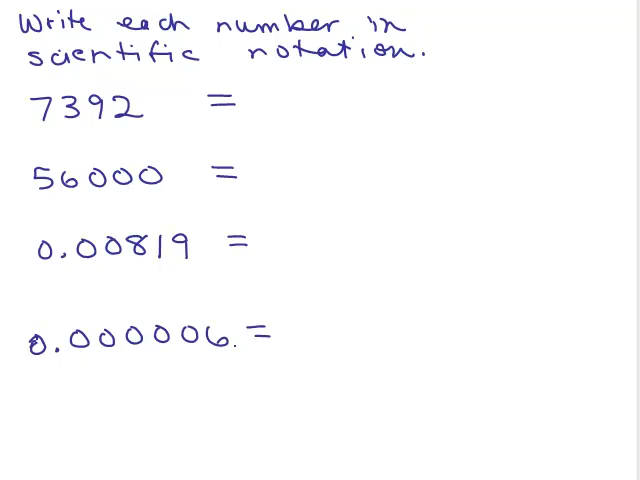 Write each number in
scientific notation.
7392 =
56000 =
0.00819 =
0.000006. =